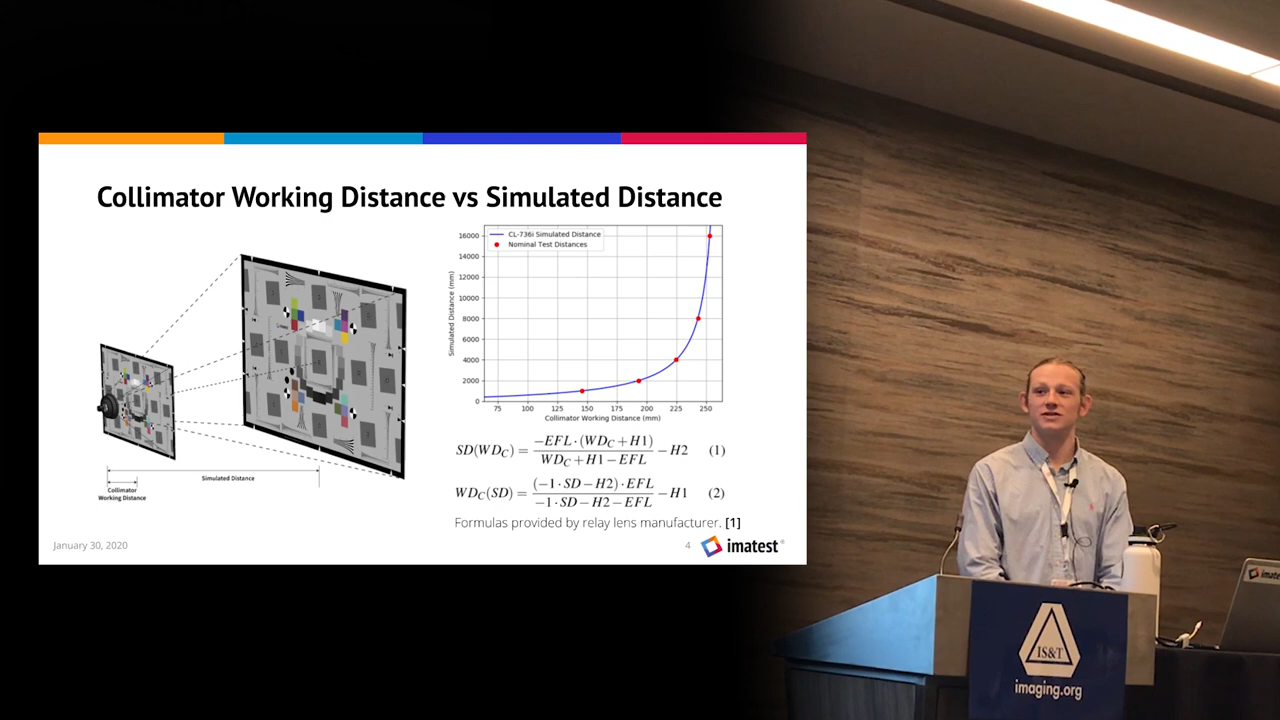 Collimator Working Distance vs Simulated Distance
CL-736i Simulated Distance
Nominal Test Distances
Simulated Distance (mm)
16000
14000
12000
10000
8000
6000
4000
2000
0
75 100 125 150 175 200 225 250
Collimator Working Distance (mm)
Simulated Distance
Collimator
Working Distance
SD(WD_C) = \frac{-EFL·(WD_C+H1)}{WD_C+H1-EFL} - H2 (1)
WD_C(SD) = \frac{(-1·SD-H2)·EFL}{-1·SD-H2-EFL} - H1 (2)
Formulas provided by relay lens manufacturer. [1]
January 30, 2020
4
imatest®
imatest
IS&T
imaging.org